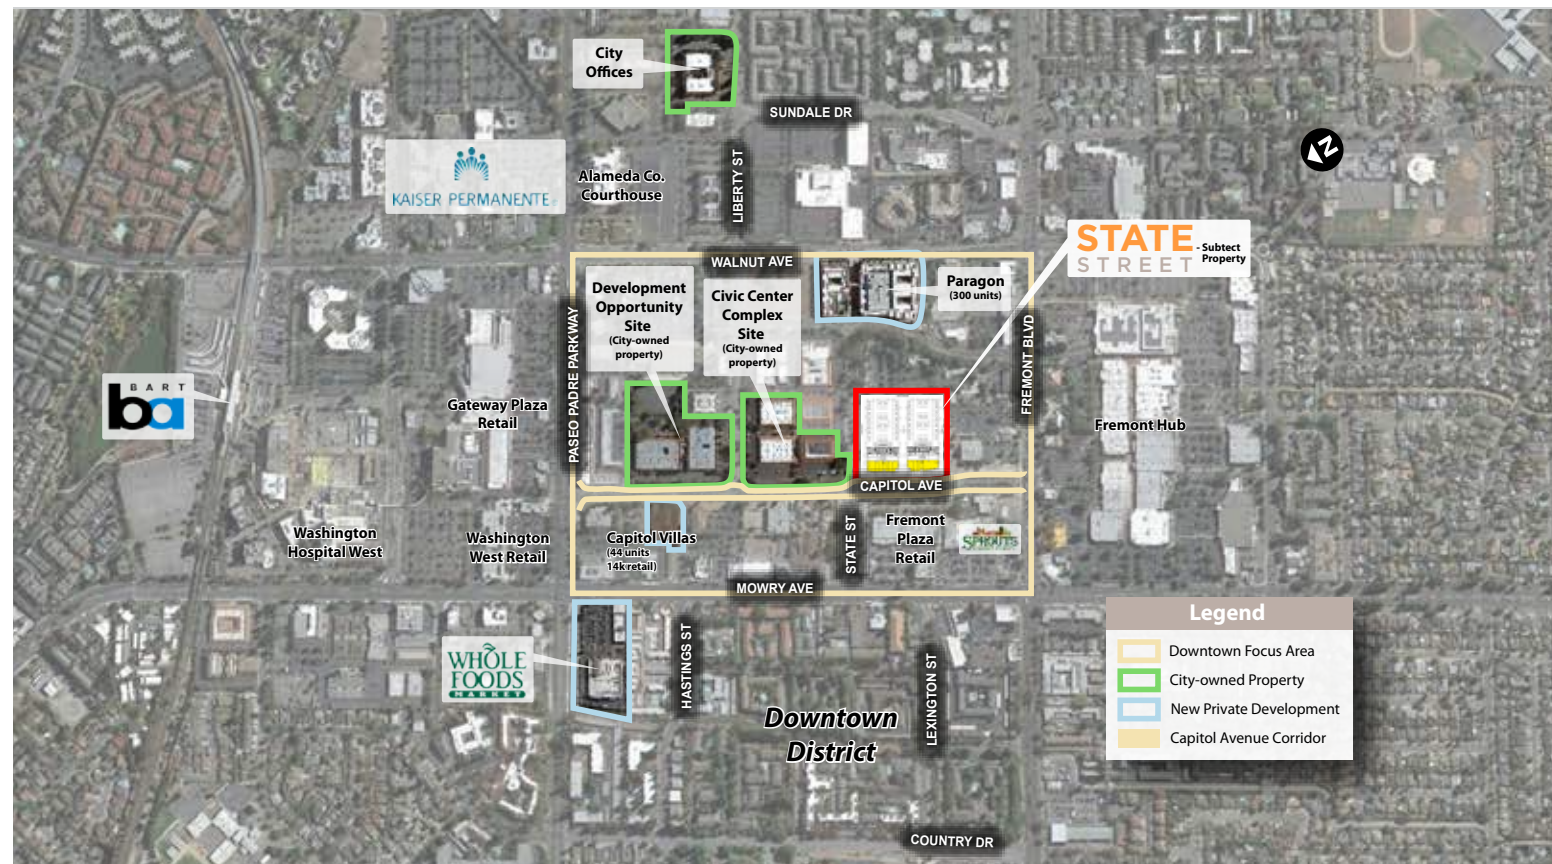 City
Offices
SUNDALE DR
KAISER PERMANENTE
Alameda Co.
Courthouse
LIBERTY ST
N
STATE
STREET
- Subtect
Property
WALNUT AVE
Development
Opportunity
Site
(City-owned
property)
Civic Center
Complex
Site
(City-owned
property)
Paragon
(300 units)
PASEO PADRE PARKWAY
FREMONT BLVD
BART
ba
Gateway Plaza
Retail
Fremont Hub
CAPITOL AVE
Washington
Hospital West
Washington
West Retail
Capitol Villas
(44 units
14k retail)
STATE ST
Fremont
Plaza
Retail
SPROUTS
MOWRY AVE
WHOLE
FOODS
MARKET
HASTINGS ST
LEXINGTON ST
Downtown
District
COUNTRY DR
Legend
Downtown Focus Area
City-owned Property
New Private Development
Capitol Avenue Corridor